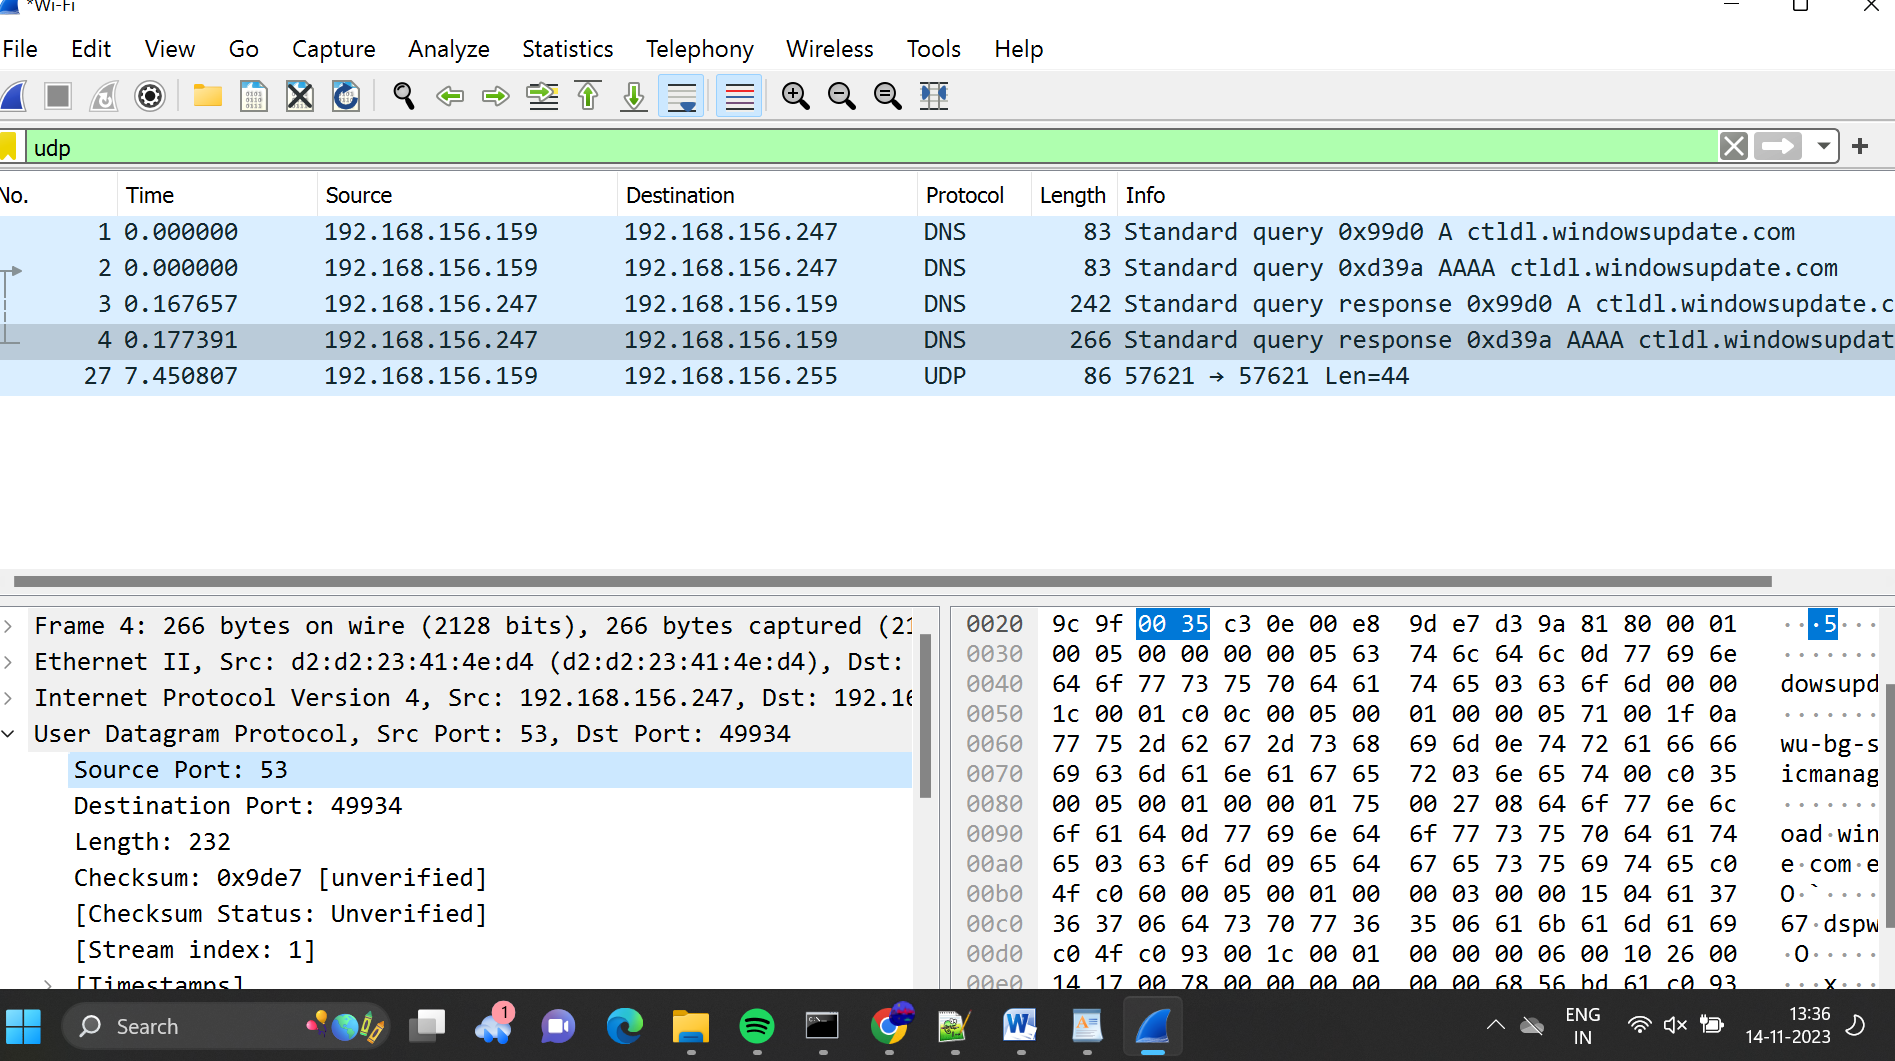 *Wi-Fi
File Edit View Go Capture Analyze Statistics Telephony Wireless Tools Help
udp
No. Time Source Destination Protocol Length Info
1 0.000000 192.168.156.159 192.168.156.247 DNS 83 Standard query 0x99d0 A ctldl.windowsupdate.com
2 0.000000 192.168.156.159 192.168.156.247 DNS 83 Standard query 0xd39a AAAA ctldl.windowsupdate.com
3 0.167657 192.168.156.247 192.168.156.159 DNS 242 Standard query response 0x99d0 A ctldl.windowsupdate.c
4 0.177391 192.168.156.247 192.168.156.159 DNS 266 Standard query response 0xd39a AAAA ctldl.windowsupdat
27 7.450807 192.168.156.159 192.168.156.255 UDP 86 57621 → 57621 Len=44
Frame 4: 266 bytes on wire (2128 bits), 266 bytes captured (21
Ethernet II, Src: d2:d2:23:41:4e:d4 (d2:d2:23:41:4e:d4), Dst:
Internet Protocol Version 4, Src: 192.168.156.247, Dst: 192.16
User Datagram Protocol, Src Port: 53, Dst Port: 49934
Source Port: 53
Destination Port: 49934
Length: 232
Checksum: 0x9de7 [unverified]
[Checksum Status: Unverified]
[Stream index: 1]
[Timestamps]
0020 9c 9f 00 35 c3 0e 00 e8 9d e7 d3 9a 81 80 00 01 ···5···
0030 00 05 00 00 00 00 05 63 74 6c 64 6c 0d 77 69 6e ·······
0040 64 6f 77 73 75 70 64 61 74 65 03 63 6f 6d 00 00 dowsupd
0050 1c 00 01 c0 0c 00 05 00 01 00 00 05 71 00 1f 0a ·······
0060 77 75 2d 62 67 2d 73 68 69 6d 0e 74 72 61 66 66 wu-bg-s
0070 69 63 6d 61 6e 61 67 65 72 03 6e 65 74 00 c0 35 icmanag
0080 00 05 00 01 00 00 01 75 00 27 08 64 6f 77 6e 6c ·······
0090 6f 61 64 0d 77 69 6e 64 6f 77 73 75 70 64 61 74 oad·win
00a0 65 03 63 6f 6d 09 65 64 67 65 73 75 69 74 65 c0 e·com·e
00b0 4f c0 60 00 05 00 01 00 00 03 00 00 15 04 61 37 O·`····
00c0 36 37 06 64 73 70 77 36 35 06 61 6b 61 6d 61 69 67·dspw
00d0 c0 4f c0 93 00 1c 00 01 00 00 00 06 00 10 26 00 ·O·····
00e0 14 17 00 78 00 00 00 00 00 00 68 56 bd 61 c0 93 ···x···
Search
1
ENG
IN
13:36
14-11-2023